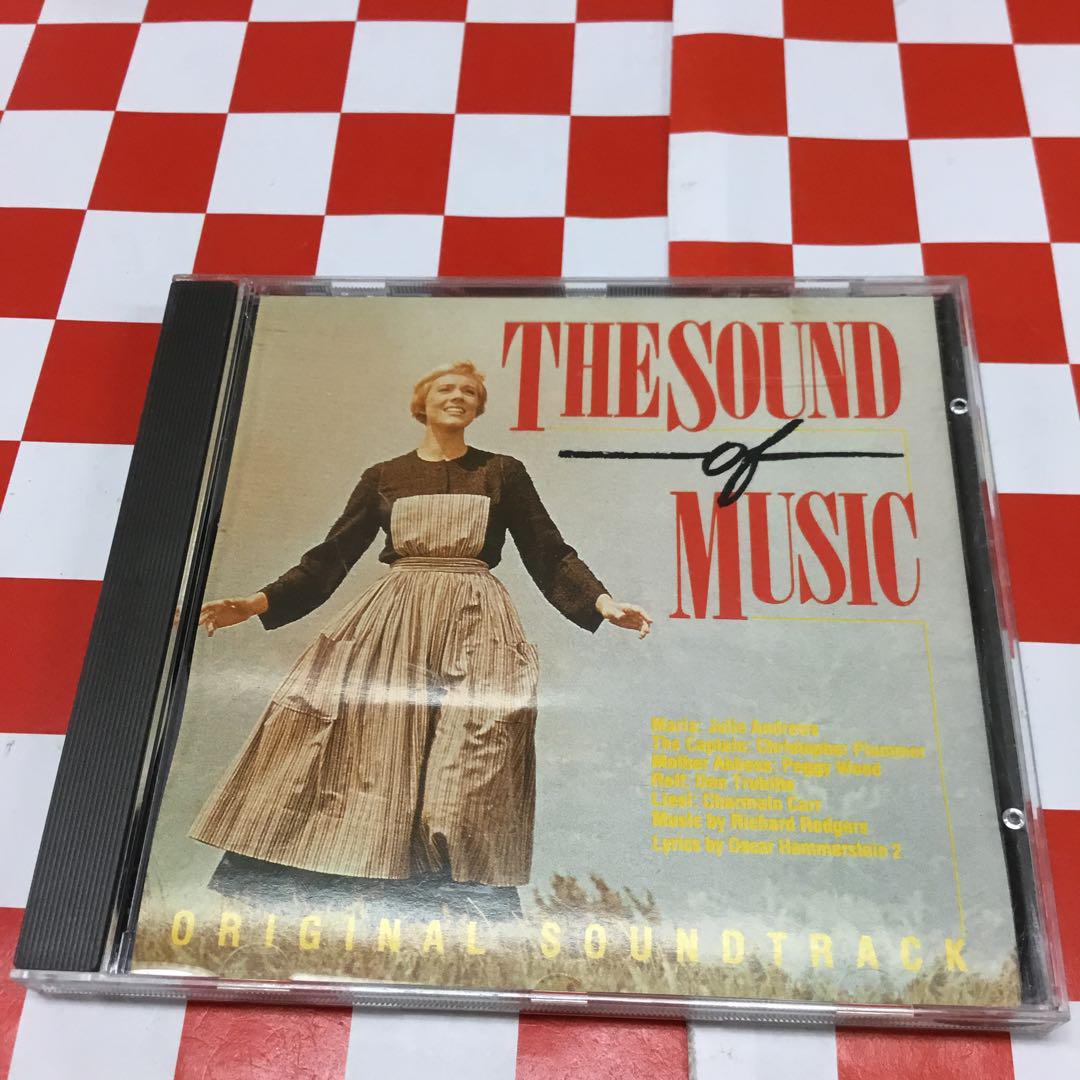 THE SOUND
of
MUSIC
Maria: Julie Andrews
The Captain: Christopher Plummer
Mother Abbess: Peggy Wood
Rolf: Dan Truhitte
Liesl: Charmain Carr
Music by Richard Rodgers
Lyrics by Oscar Hammerstein 2
ORIGINAL SOUNDTRACK